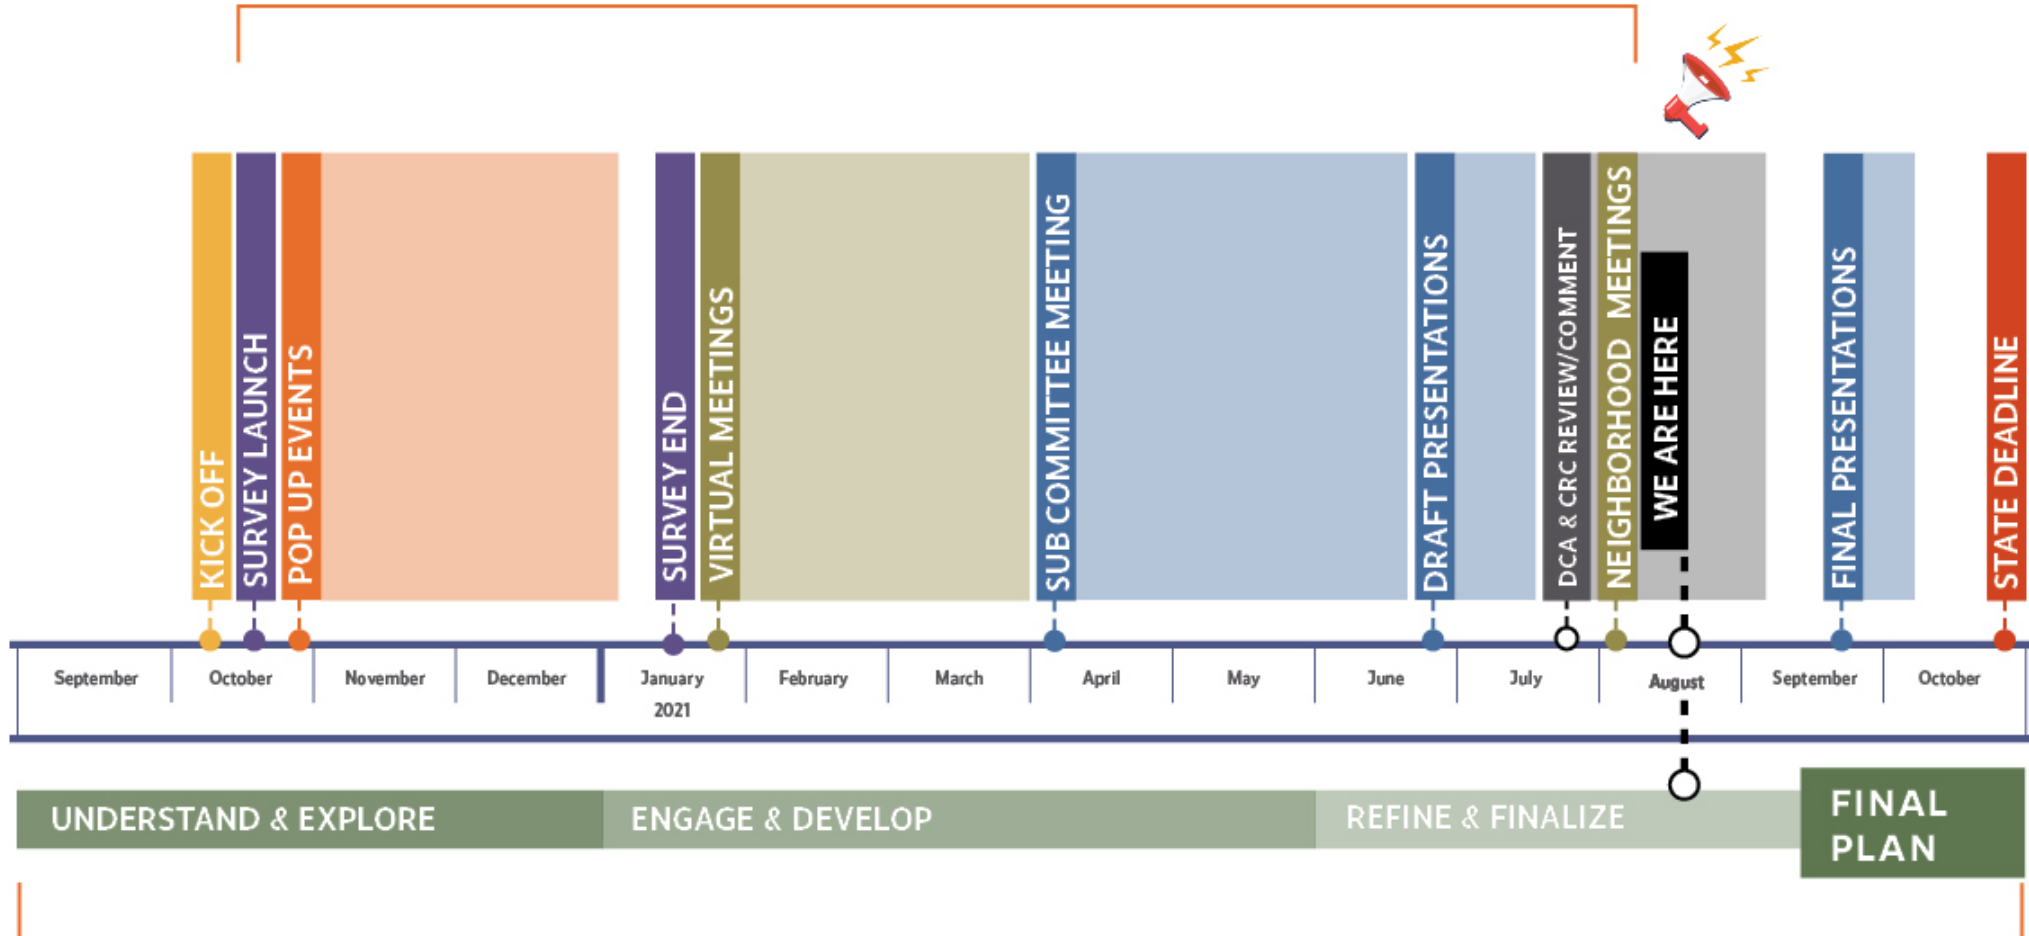 KICK OFF
SURVEY LAUNCH
POP UP EVENTS
SURVEY END
VIRTUAL MEETINGS
SUB COMMITTEE MEETING
DRAFT PRESENTATIONS
DCA & CRC REVIEW/COMMENT
NEIGHBORHOOD MEETINGS
WE ARE HERE
FINAL PRESENTATIONS
STATE DEADLINE
September
October
November
December
January
2021
February
March
April
May
June
July
August
September
October
UNDERSTAND & EXPLORE
ENGAGE & DEVELOP
REFINE & FINALIZE
FINAL
PLAN